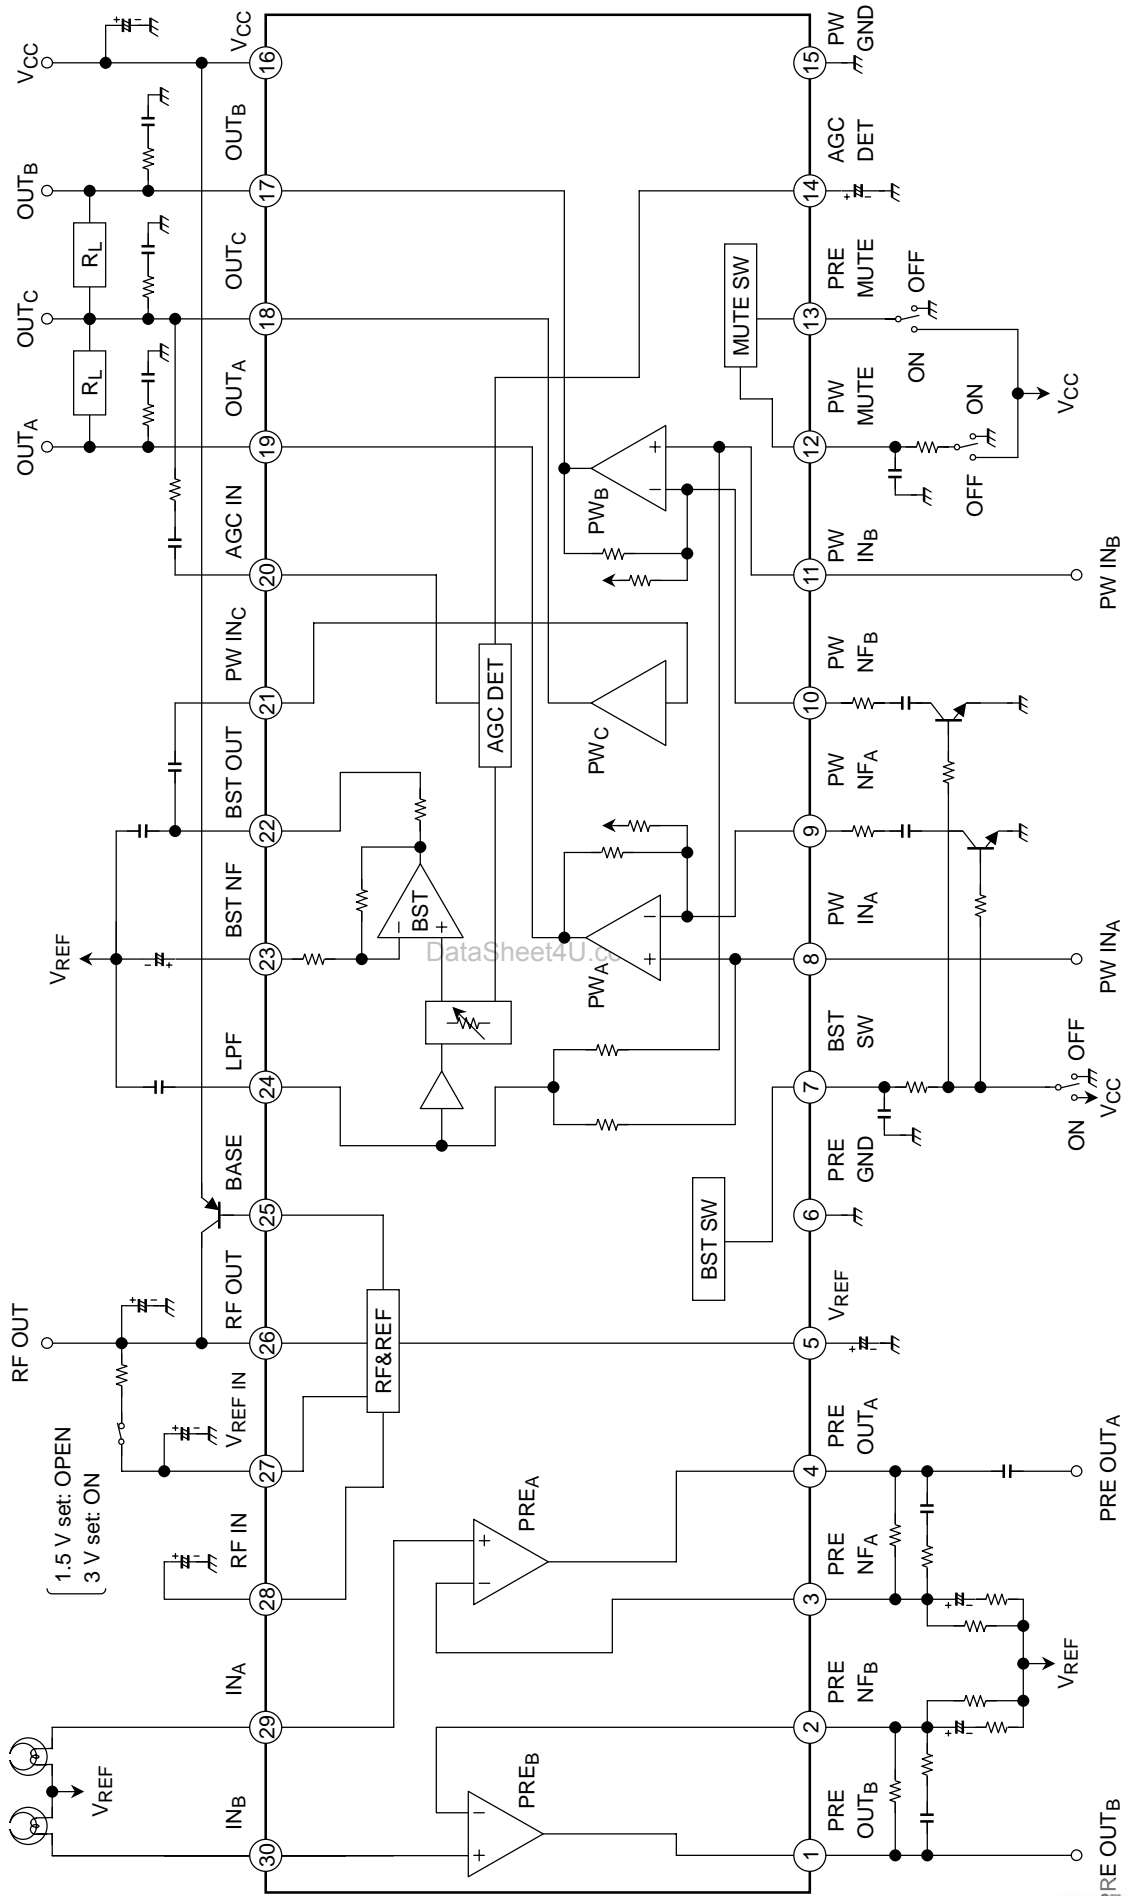 1.5 V set: OPEN
3 V set: ON
RF OUT
VREF
OUTA
OUTC
OUTB
VCC
RL
RL
VREF
INB
INA
RF IN
VREF IN
RF OUT
BASE
LPF
BST NF
BST OUT
PW INC
AGC IN
OUTA
OUTC
OUTB
VCC
30
29
28
27
26
25
24
23
22
21
20
19
18
17
16
+
−
PREB
+
−
PREA
RF&REF
BST SW
−
+
BST
AGC DET
+
−
PWA
PWC
−
+
PWB
MUTE SW
DataSheet4U.co
1
2
3
4
5
6
7
8
9
10
11
12
13
14
15
PRE
OUTB
PRE
NFB
PRE
NFA
PRE
OUTA
VREF
PRE
GND
BST
SW
PW
INA
PW
NFA
PW
NFB
PW
INB
PW
MUTE
PRE
MUTE
AGC
DET
PW
GND
VREF
ON
OFF
VCC
OFF
ON
ON
OFF
VCC
PRE OUTB
PRE OUTA
PW INA
PW INB